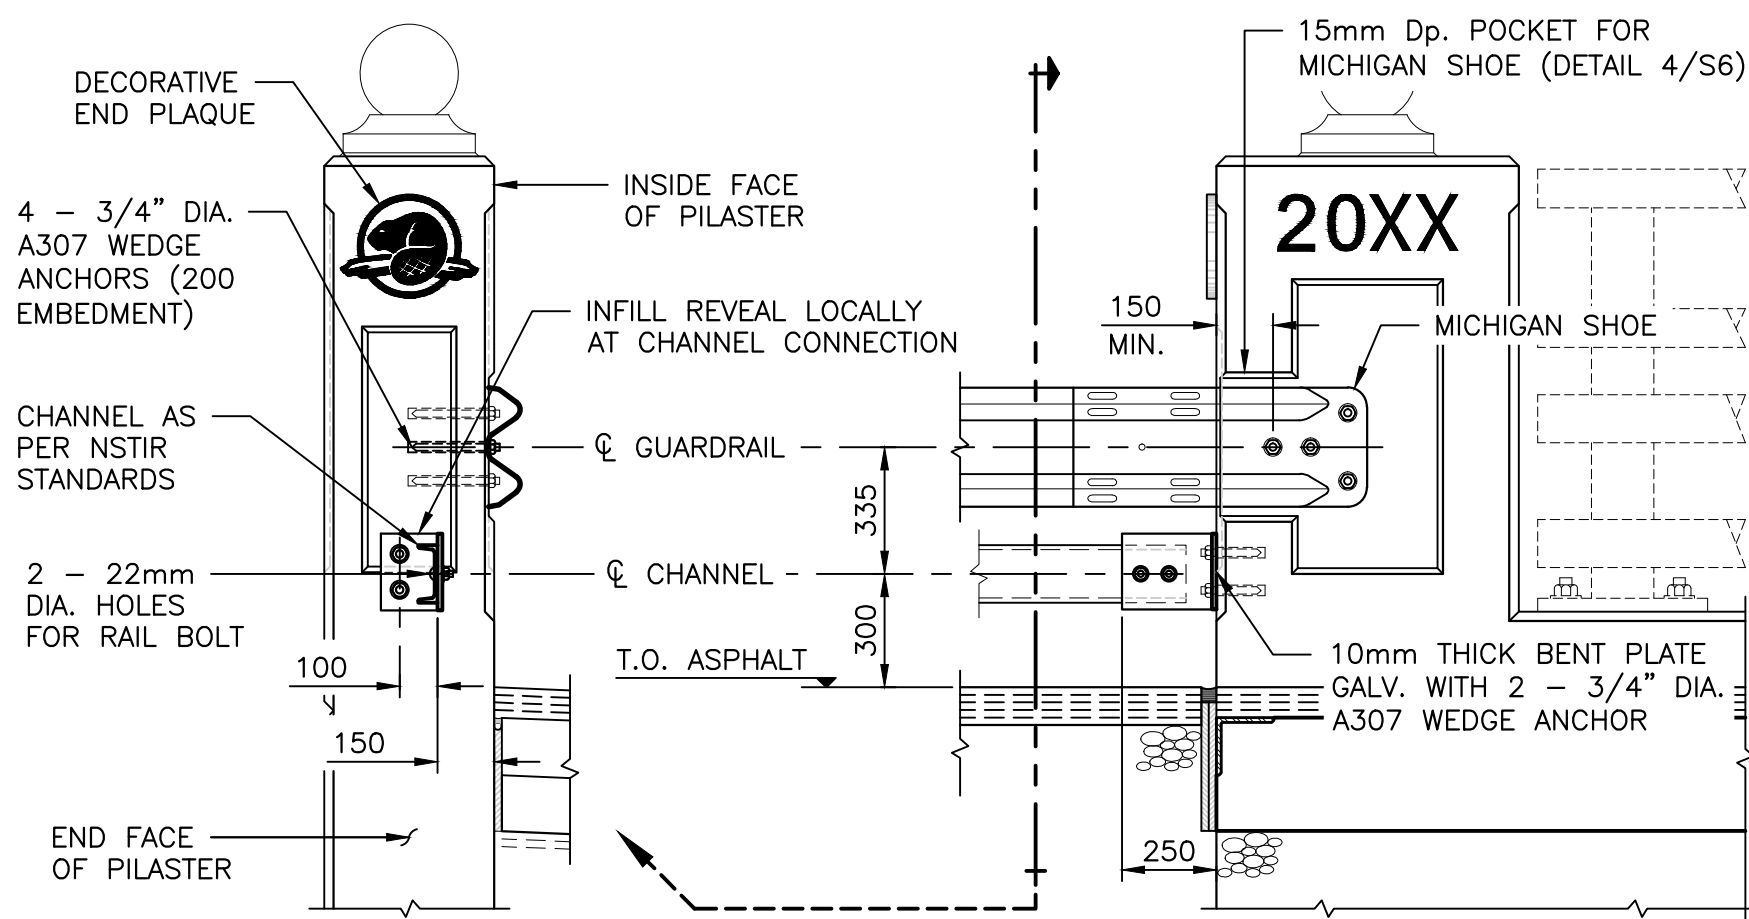 15mm Dp. POCKET FOR
MICHIGAN SHOE (DETAIL 4/S6)
DECORATIVE
END PLAQUE
INSIDE FACE
OF PILASTER
4 - 3/4" DIA.
A307 WEDGE
ANCHORS (200
EMBEDMENT)
20XX
INFILL REVEAL LOCALLY
AT CHANNEL CONNECTION
150
MIN.
MICHIGAN SHOE
CHANNEL AS
PER NSTIR
STANDARDS
℄ GUARDRAIL
335
2 - 22mm
DIA. HOLES
FOR RAIL BOLT
℄ CHANNEL
300
T.O. ASPHALT
10mm THICK BENT PLATE
GALV. WITH 2 - 3/4" DIA.
A307 WEDGE ANCHOR
100
150
END FACE
OF PILASTER
250